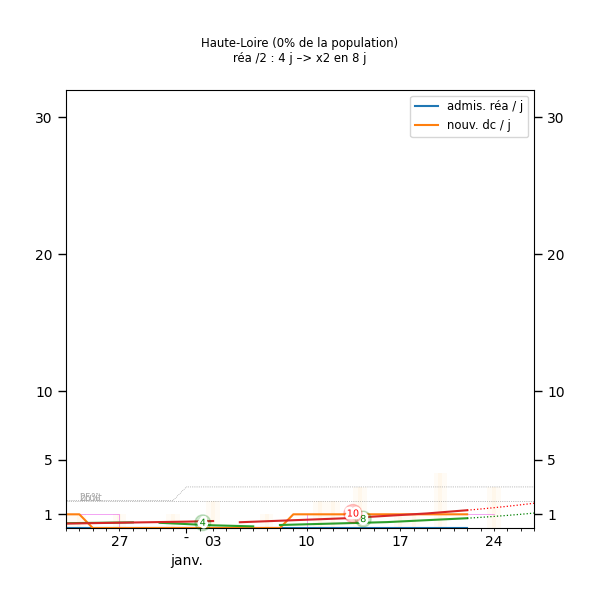 Haute-Loire (0% de la population)
réa /2 : 4 j –> x2 en 8 j
admis. réa / j
nouv. dc / j
30 30
20 20
10 10
5 5
4
10
8
1 1
27 - 03 10 17 24
janv.